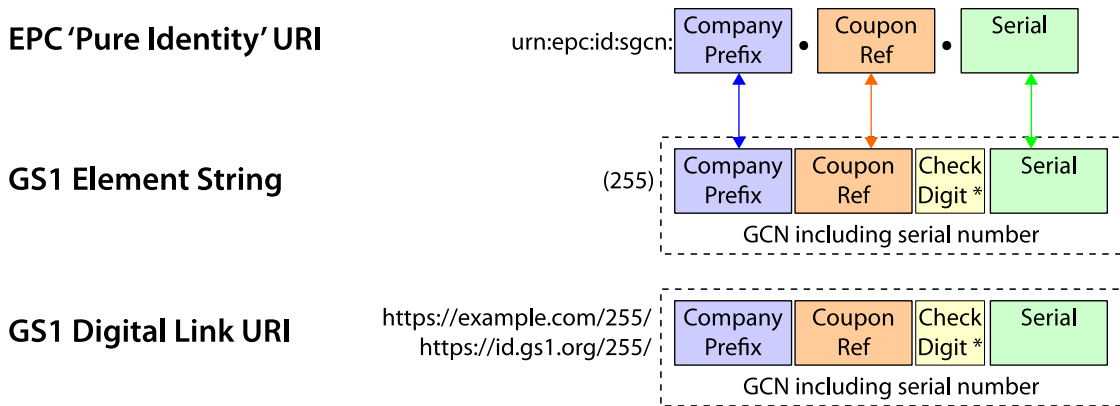 EPC ‘Pure Identity’ URI
urn:epc:id:sgcn:
Company
Prefix
•
Coupon
Ref
•
Serial
GS1 Element String
(255)
Company
Prefix
Coupon
Ref
Check
Digit *
Serial
GCN including serial number
GS1 Digital Link URI
https://example.com/255/
https://id.gs1.org/255/
Company
Prefix
Coupon
Ref
Check
Digit *
Serial
GCN including serial number